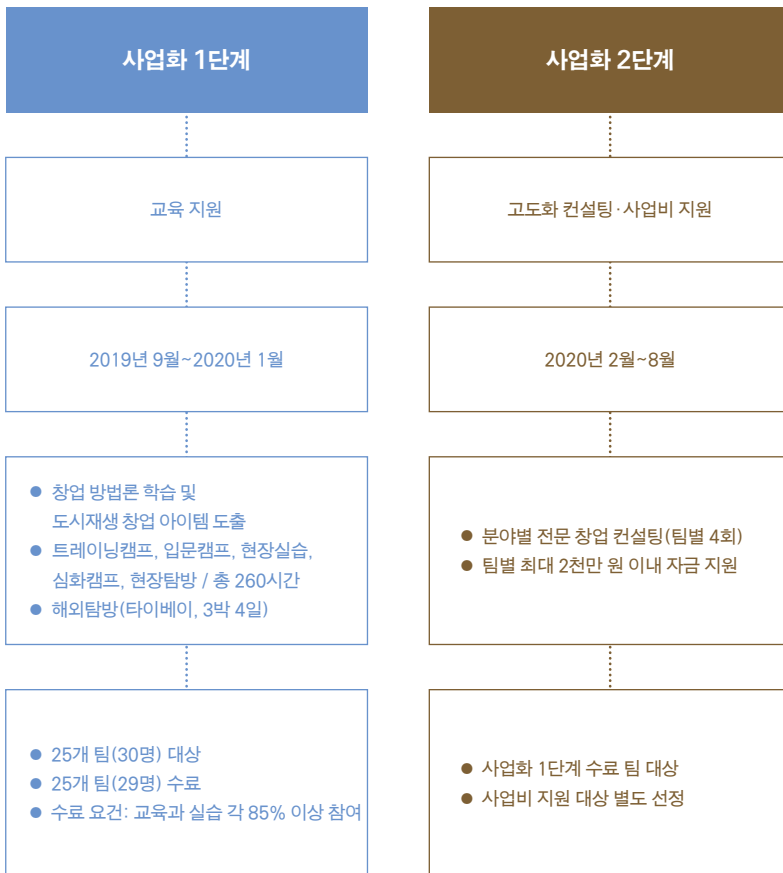 사업화 1단계
교육 지원
2019년 9월~2020년 1월
● 창업 방법론 학습 및
도시재생 창업 아이템 도출
● 트레이닝캠프, 입문캠프, 현장실습,
심화캠프, 현장탐방 / 총 260시간
● 해외탐방(타이베이, 3박 4일)
● 25개 팀(30명) 대상
● 25개 팀(29명) 수료
● 수료 요건: 교육과 실습 각 85% 이상 참여
사업화 2단계
고도화 컨설팅·사업비 지원
2020년 2월~8월
● 분야별 전문 창업 컨설팅(팀별 4회)
● 팀별 최대 2천만 원 이내 자금 지원
● 사업화 1단계 수료 팀 대상
● 사업비 지원 대상 별도 선정